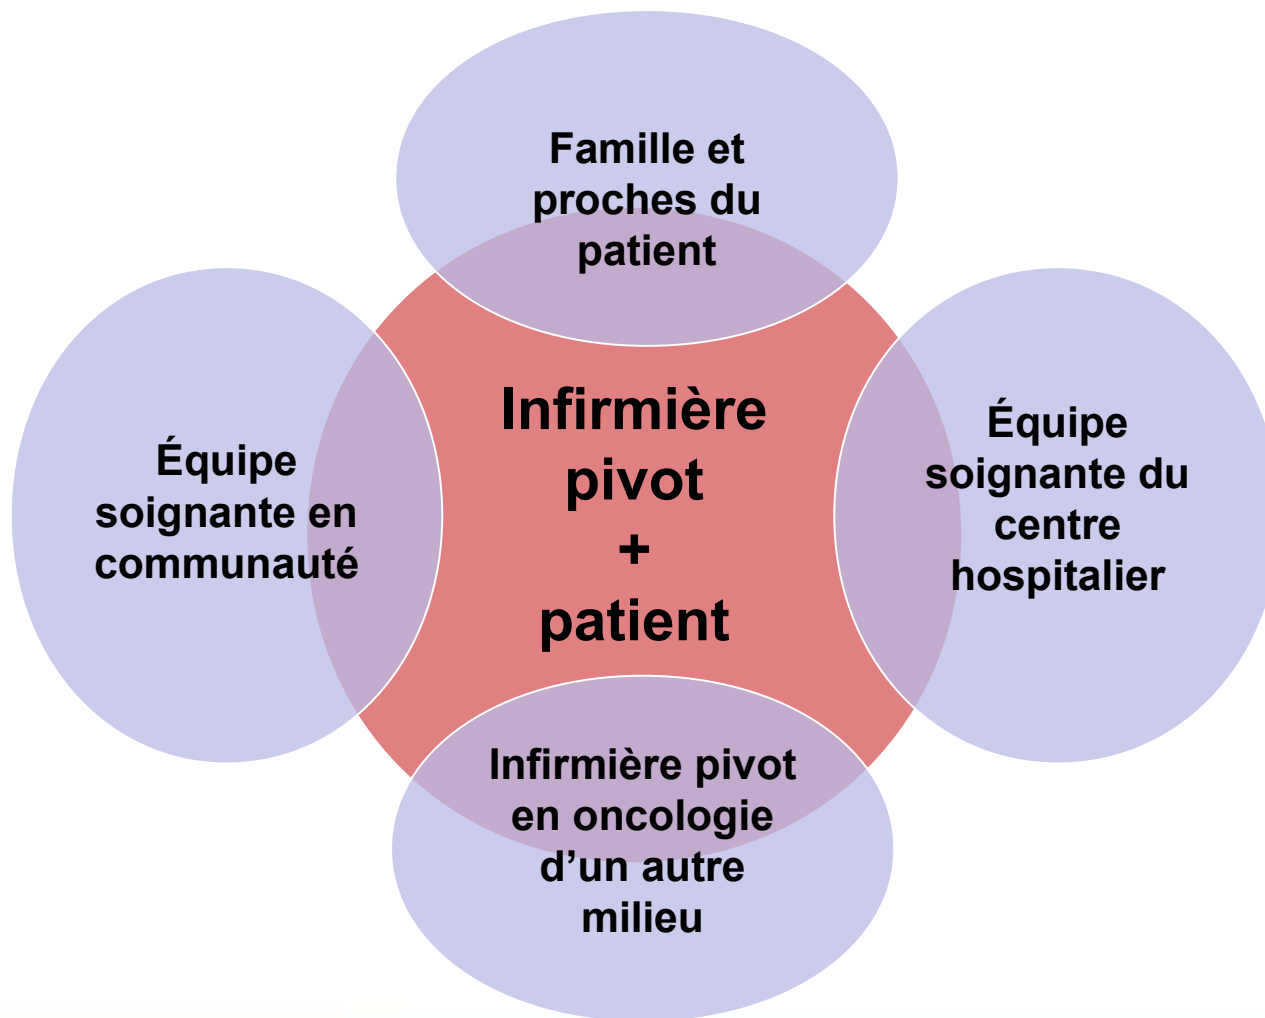 Famille et
proches du
patient
Équipe
soignante en
communauté
Infirmière
pivot
+
patient
Équipe
soignante du
centre
hospitalier
Infirmière pivot
en oncologie
d’un autre
milieu